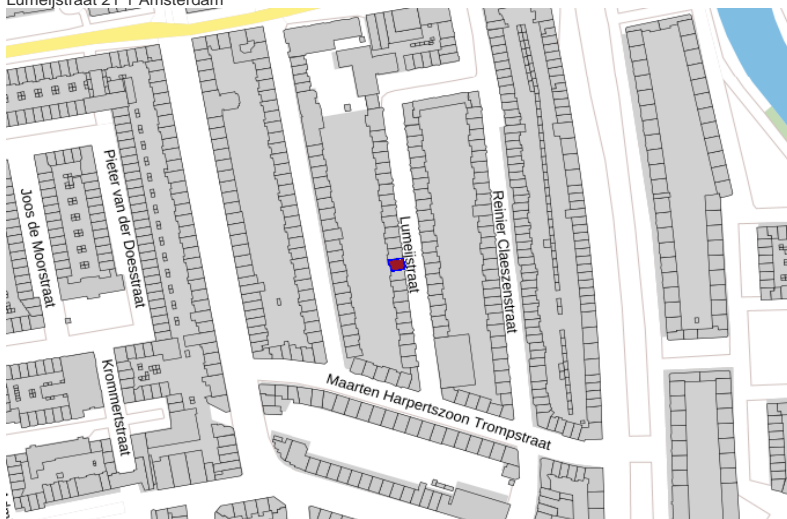 Lumeijstraat 21 1 Amsterdam
Pieter van der Doesstraat
Joos de Moorstraat
Lumeijstraat
Reinier Claeszenstraat
Krommertstraat
Maarten Harpertszoon Trompstraat